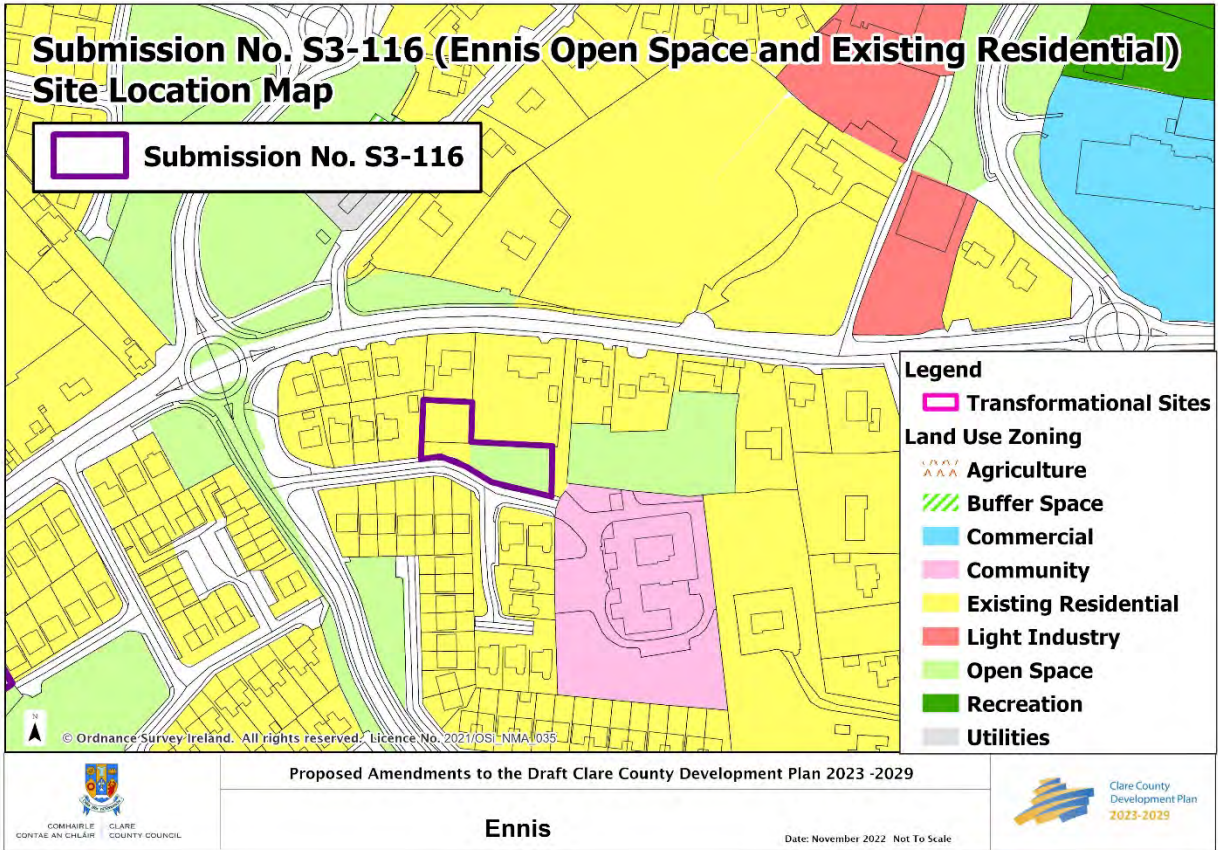 Submission No. S3-116 (Ennis Open Space and Existing Residential)
Site Location Map
Submission No. S3-116
Legend
Transformational Sites
Land Use Zoning
Agriculture
Buffer Space
Commercial
Community
Existing Residential
Light Industry
Open Space
Recreation
Utilities
N
© Ordnance Survey Ireland. All rights reserved. Licence No. 2021/OSi_NMA_035
Proposed Amendments to the Draft Clare County Development Plan 2023 -2029
COMHAIRLE CLARE
CONTAE AN CHLÁIR COUNTY COUNCIL
Ennis
Date: November 2022 Not To Scale
Clare County
Development Plan
2023-2029